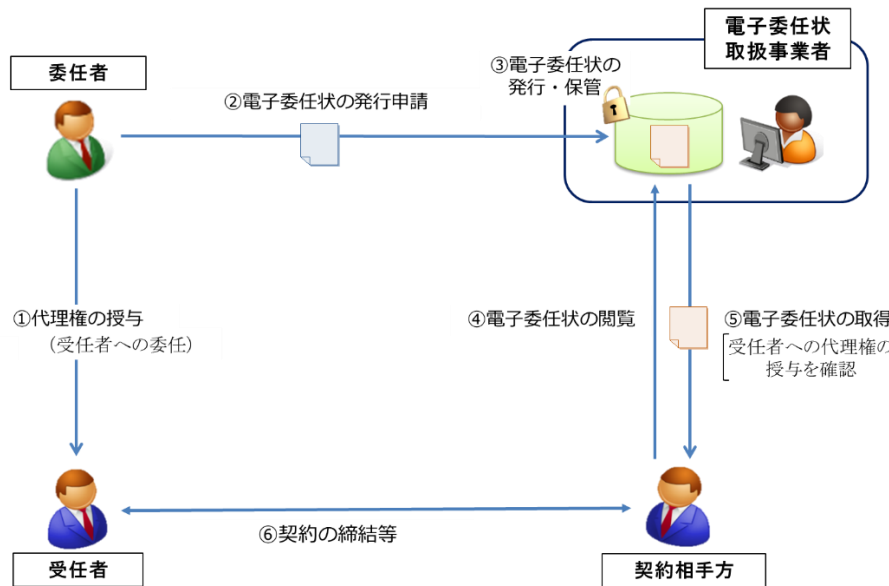 電子委任状
取扱事業者
委任者
③電子委任状の
発行・保管
②電子委任状の発行申請
①代理権の授与
（受任者への委任）
④電子委任状の閲覧
⑤電子委任状の取得
受任者への代理権の
授与を確認
⑥契約の締結等
受任者
契約相手方